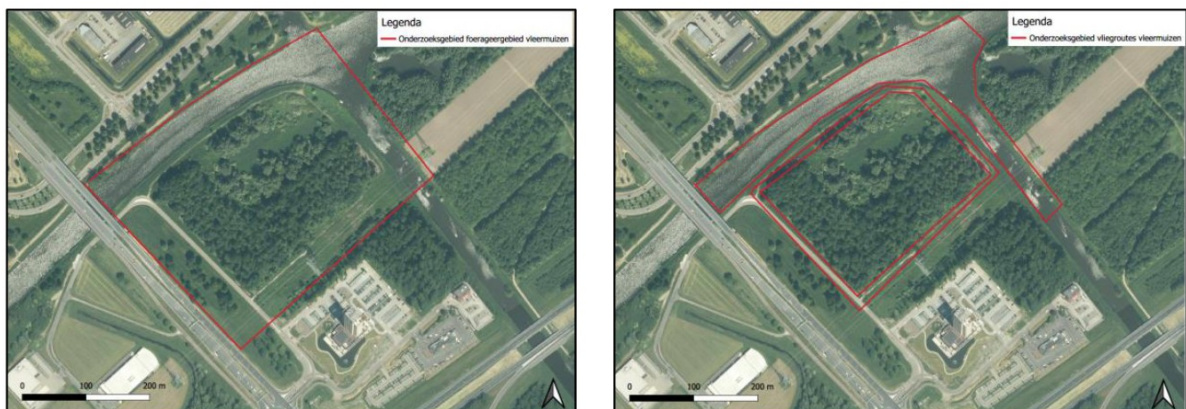 Legenda
Onderzoeksgebied foerageergebied vleermuizen
0 100 200 m
Legenda
Onderzoeksgebied vliegroutes vleermuizen
0 100 200 m